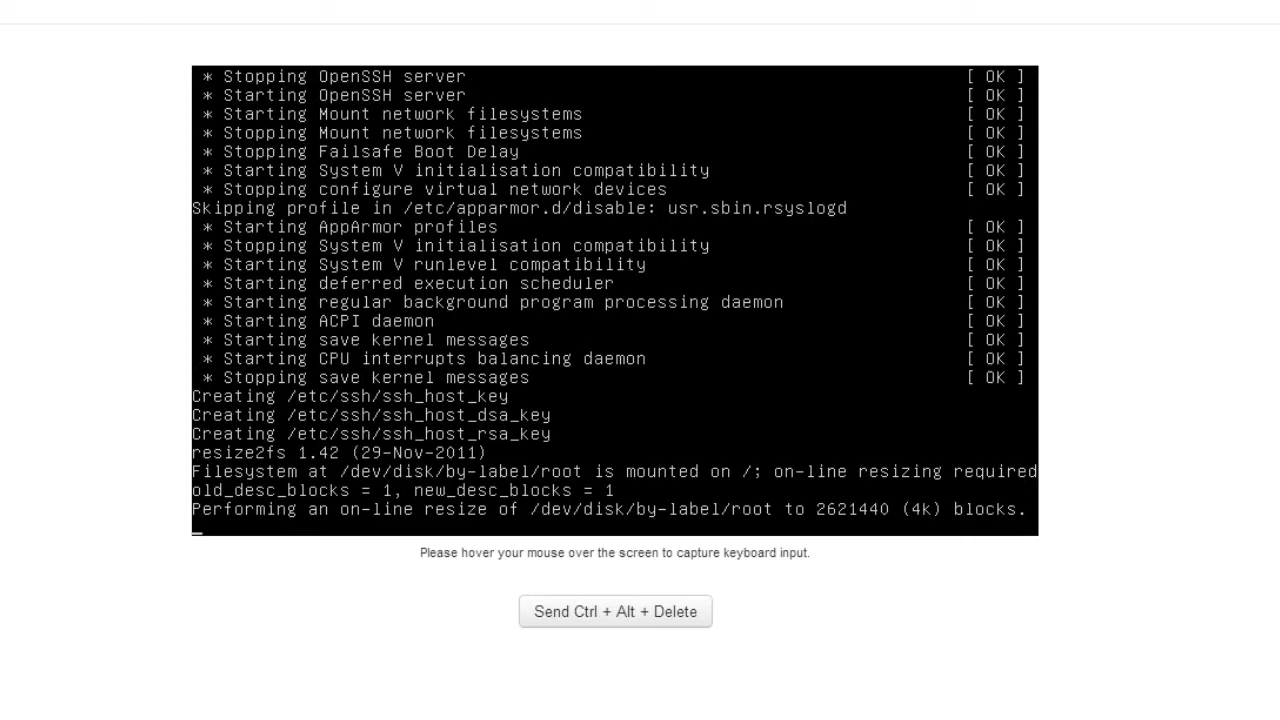 * Stopping OpenSSH server [ OK ]
* Starting OpenSSH server [ OK ]
* Starting Mount network filesystems [ OK ]
* Stopping Mount network filesystems [ OK ]
* Stopping Failsafe Boot Delay [ OK ]
* Starting System V initialisation compatibility [ OK ]
* Stopping configure virtual network devices [ OK ]
Skipping profile in /etc/apparmor.d/disable: usr.sbin.rsyslogd
* Starting AppArmor profiles [ OK ]
* Stopping System V initialisation compatibility [ OK ]
* Starting System V runlevel compatibility [ OK ]
* Starting deferred execution scheduler [ OK ]
* Starting regular background program processing daemon [ OK ]
* Starting ACPI daemon [ OK ]
* Starting save kernel messages [ OK ]
* Starting CPU interrupts balancing daemon [ OK ]
* Stopping save kernel messages [ OK ]
Creating /etc/ssh/ssh_host_key
Creating /etc/ssh/ssh_host_dsa_key
Creating /etc/ssh/ssh_host_rsa_key
resize2fs 1.42 (29-Nov-2011)
Filesystem at /dev/disk/by-label/root is mounted on /; on-line resizing required
old_desc_blocks = 1, new_desc_blocks = 1
Performing an on-line resize of /dev/disk/by-label/root to 2621440 (4k) blocks.
Please hover your mouse over the screen to capture keyboard input.
Send Ctrl + Alt + Delete